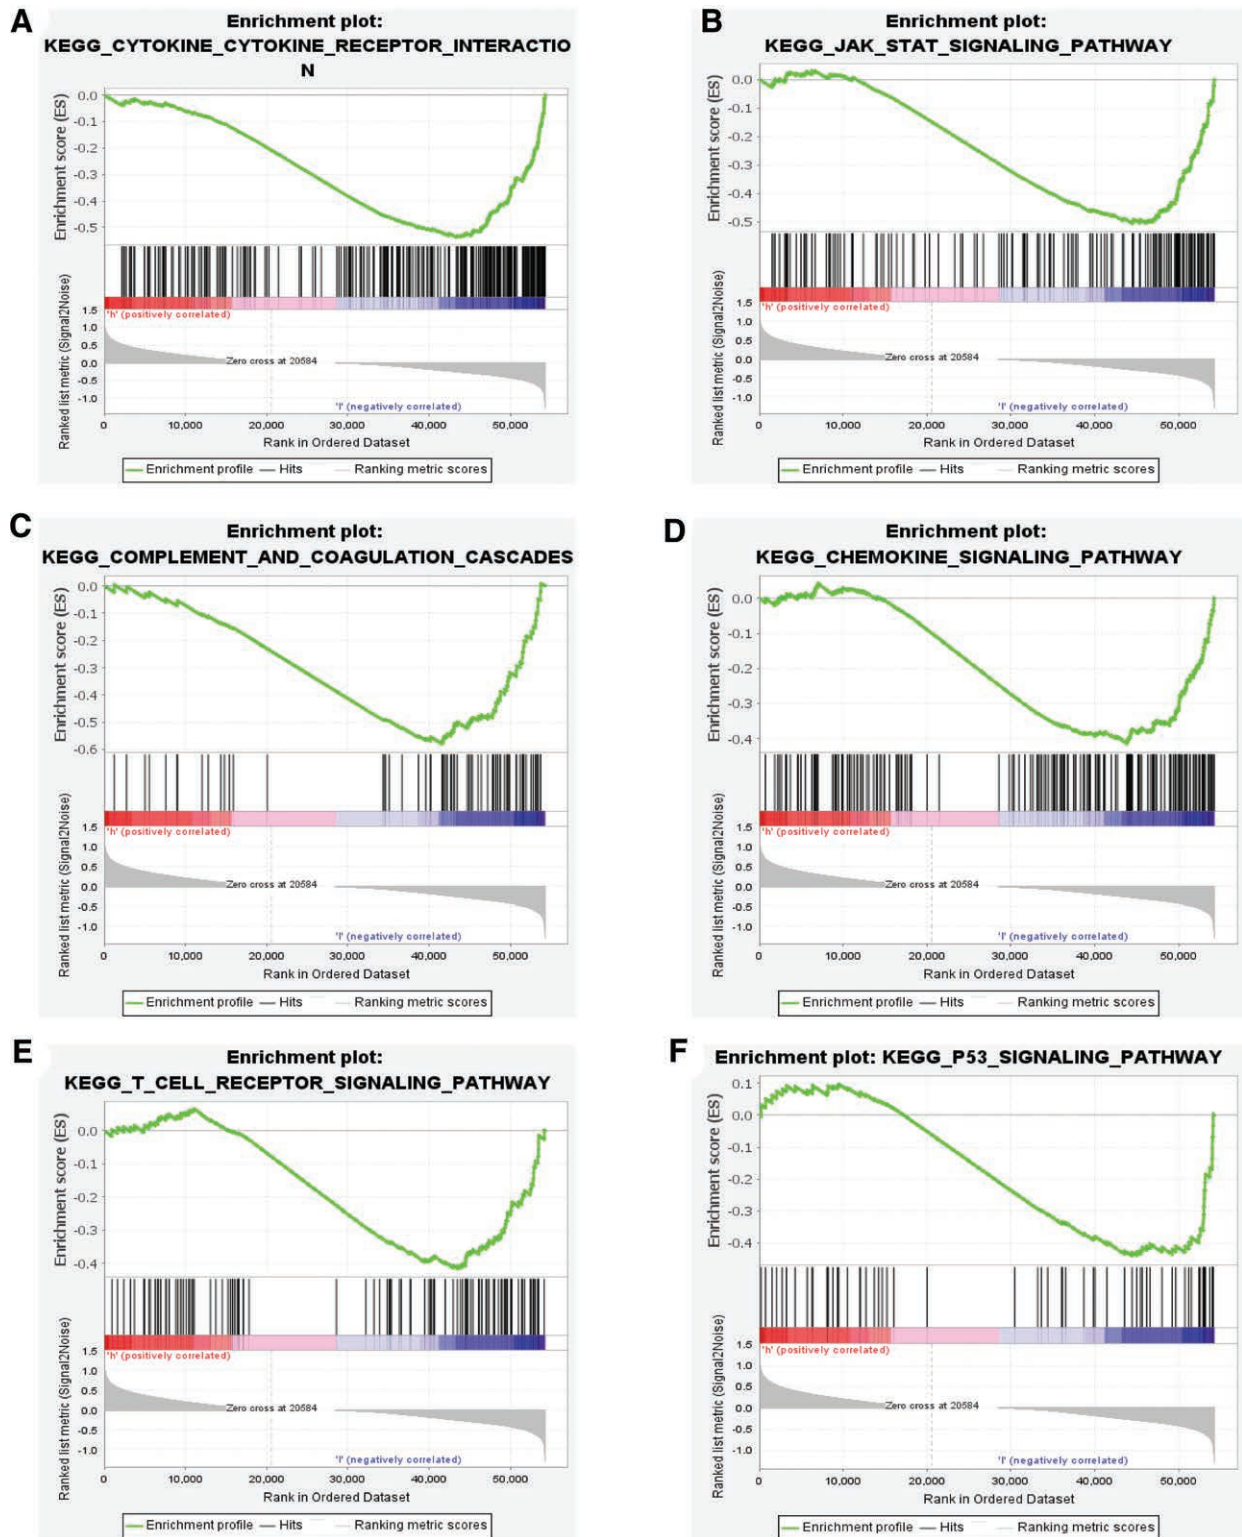 A
Enrichment plot:
KEGG_CYTOKINE_CYTOKINE_RECEPTOR_INTERACTIO
N
Enrichment score (ES)
0.0
-0.1
-0.2
-0.3
-0.4
-0.5
Ranked list metric (Signal2Noise)
1.5
1.0
0.5
0.0
-0.5
-1.0
'h' (positively correlated)
Zero cross at 20584
'l' (negatively correlated)
0 10,000 20,000 30,000 40,000 50,000
Rank in Ordered Dataset
Enrichment profile Hits Ranking metric scores
B
Enrichment plot:
KEGG_JAK_STAT_SIGNALING_PATHWAY
Enrichment score (ES)
0.0
-0.1
-0.2
-0.3
-0.4
-0.5
Ranked list metric (Signal2Noise)
1.5
1.0
0.5
0.0
-0.5
-1.0
'h' (positively correlated)
Zero cross at 20584
'l' (negatively correlated)
0 10,000 20,000 30,000 40,000 50,000
Rank in Ordered Dataset
Enrichment profile Hits Ranking metric scores
C
Enrichment plot:
KEGG_COMPLEMENT_AND_COAGULATION_CASCADES
Enrichment score (ES)
0.0
-0.1
-0.2
-0.3
-0.4
-0.5
-0.6
Ranked list metric (Signal2Noise)
1.5
1.0
0.5
0.0
-0.5
-1.0
'h' (positively correlated)
Zero cross at 20584
'l' (negatively correlated)
0 10,000 20,000 30,000 40,000 50,000
Rank in Ordered Dataset
Enrichment profile Hits Ranking metric scores
D
Enrichment plot:
KEGG_CHEMOKINE_SIGNALING_PATHWAY
Enrichment score (ES)
0.0
-0.1
-0.2
-0.3
-0.4
Ranked list metric (Signal2Noise)
1.5
1.0
0.5
0.0
-0.5
-1.0
'h' (positively correlated)
Zero cross at 20584
'l' (negatively correlated)
0 10,000 20,000 30,000 40,000 50,000
Rank in Ordered Dataset
Enrichment profile Hits Ranking metric scores
E
Enrichment plot:
KEGG_T_CELL_RECEPTOR_SIGNALING_PATHWAY
Enrichment score (ES)
0.0
-0.1
-0.2
-0.3
-0.4
Ranked list metric (Signal2Noise)
1.5
1.0
0.5
0.0
-0.5
-1.0
'h' (positively correlated)
Zero cross at 20584
'l' (negatively correlated)
0 10,000 20,000 30,000 40,000 50,000
Rank in Ordered Dataset
Enrichment profile Hits Ranking metric scores
F
Enrichment plot: KEGG_P53_SIGNALING_PATHWAY
Enrichment score (ES)
0.1
0.0
-0.1
-0.2
-0.3
-0.4
Ranked list metric (Signal2Noise)
1.5
1.0
0.5
0.0
-0.5
-1.0
'h' (positively correlated)
Zero cross at 20584
'l' (negatively correlated)
0 10,000 20,000 30,000 40,000 50,000
Rank in Ordered Dataset
Enrichment profile Hits Ranking metric scores